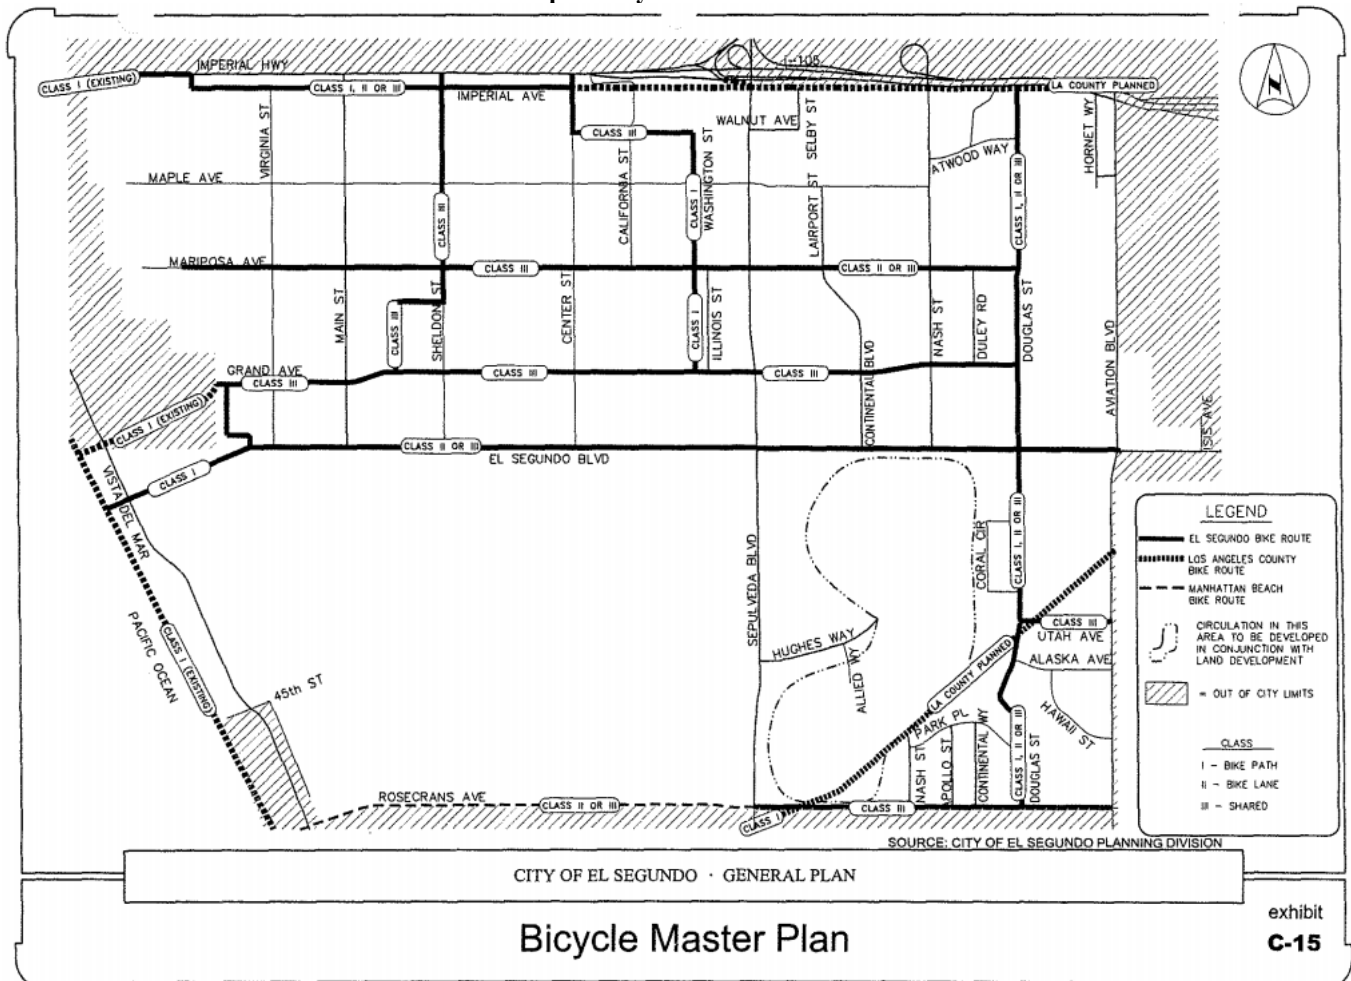 CLASS I (EXISTING)
IMPERIAL HWY
I-105
CLASS I, II OR III
IMPERIAL AVE
LA COUNTY PLANNED
VIRGINIA ST
CLASS III
WALNUT AVE
SELBY ST
HORNET WY
ATWOOD WAY
CALIFORNIA ST
WASHINGTON ST
MAPLE AVE
CLASS III
CLASS I
LAIRPORT ST
CLASS I, II OR III
MARIPOSA AVE
CLASS III
CLASS II OR III
MAIN ST
CLASS III
SHELDON ST
CENTER ST
CLASS I
ILLINOIS ST
NASH ST
DULEY RD
DOUGLAS ST
CONTINENTAL BLVD
AVIATION BLVD
GRAND AVE
CLASS III
CLASS III
CLASS III
ISIS AVE
CLASS I (EXISTING)
CLASS II OR III
EL SEGUNDO BLVD
CLASS I
VISTA DEL MAR
SEPULVEDA BLVD
CORAL CIR
CLASS I, II OR III
PACIFIC OCEAN
CLASS I (EXISTING)
45th ST
HUGHES WAY
ALLIED WY
LA COUNTY PLANNED
CLASS III
UTAH AVE
ALASKA AVE
HAWAII ST
PARK PL
NASH ST
APOLLO ST
CONTINENTAL WY
CLASS I, II OR III
DOUGLAS ST
ROSECRANS AVE
CLASS II OR III
CLASS I
CLASS III
LEGEND
EL SEGUNDO BIKE ROUTE
LOS ANGELES COUNTY
BIKE ROUTE
MANHATTAN BEACH
BIKE ROUTE
CIRCULATION IN THIS
AREA TO BE DEVELOPED
IN CONJUNCTION WITH
LAND DEVELOPMENT
= OUT OF CITY LIMITS
CLASS
I - BIKE PATH
II - BIKE LANE
III - SHARED
SOURCE: CITY OF EL SEGUNDO PLANNING DIVISION
CITY OF EL SEGUNDO · GENERAL PLAN
Bicycle Master Plan
exhibit
C-15